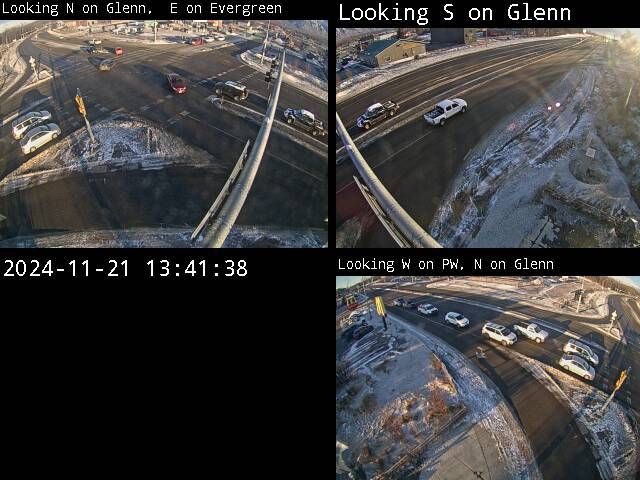 Looking N on Glenn,  E on Evergreen
Looking S on Glenn
2024-11-21 13:41:38
Looking W on PW, N on Glenn